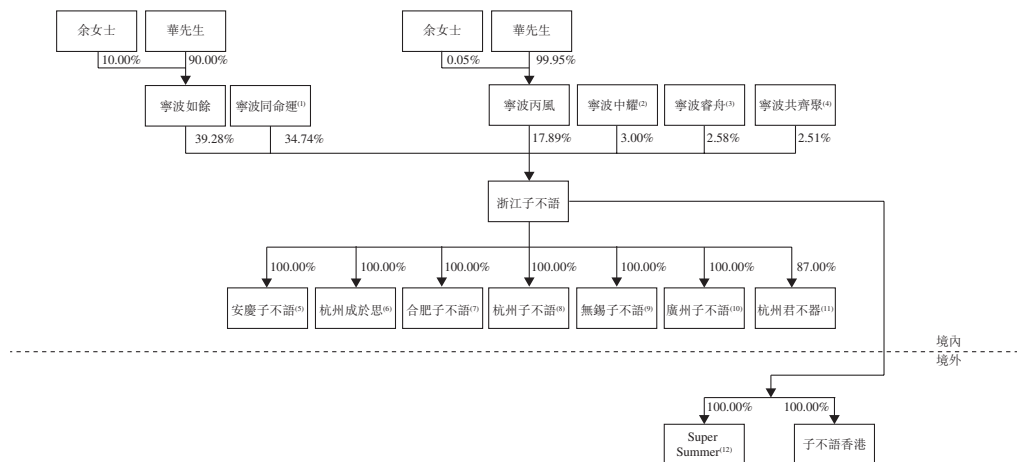 余女士
華先生
余女士
華先生
10.00%
90.00%
0.05%
99.95%
寧波如餘
寧波同命運(1)
寧波丙風
寧波中耀(2)
寧波睿舟(3)
寧波共齊聚(4)
39.28%
34.74%
17.89%
3.00%
2.58%
2.51%
浙江子不語
100.00%
100.00%
100.00%
100.00%
100.00%
100.00%
87.00%
安慶子不語(5)
杭州成於思(6)
合肥子不語(7)
杭州子不語(8)
無錫子不語(9)
廣州子不語(10)
杭州君不器(11)
境內
境外
100.00%
100.00%
Super
Summer(12)
子不語香港